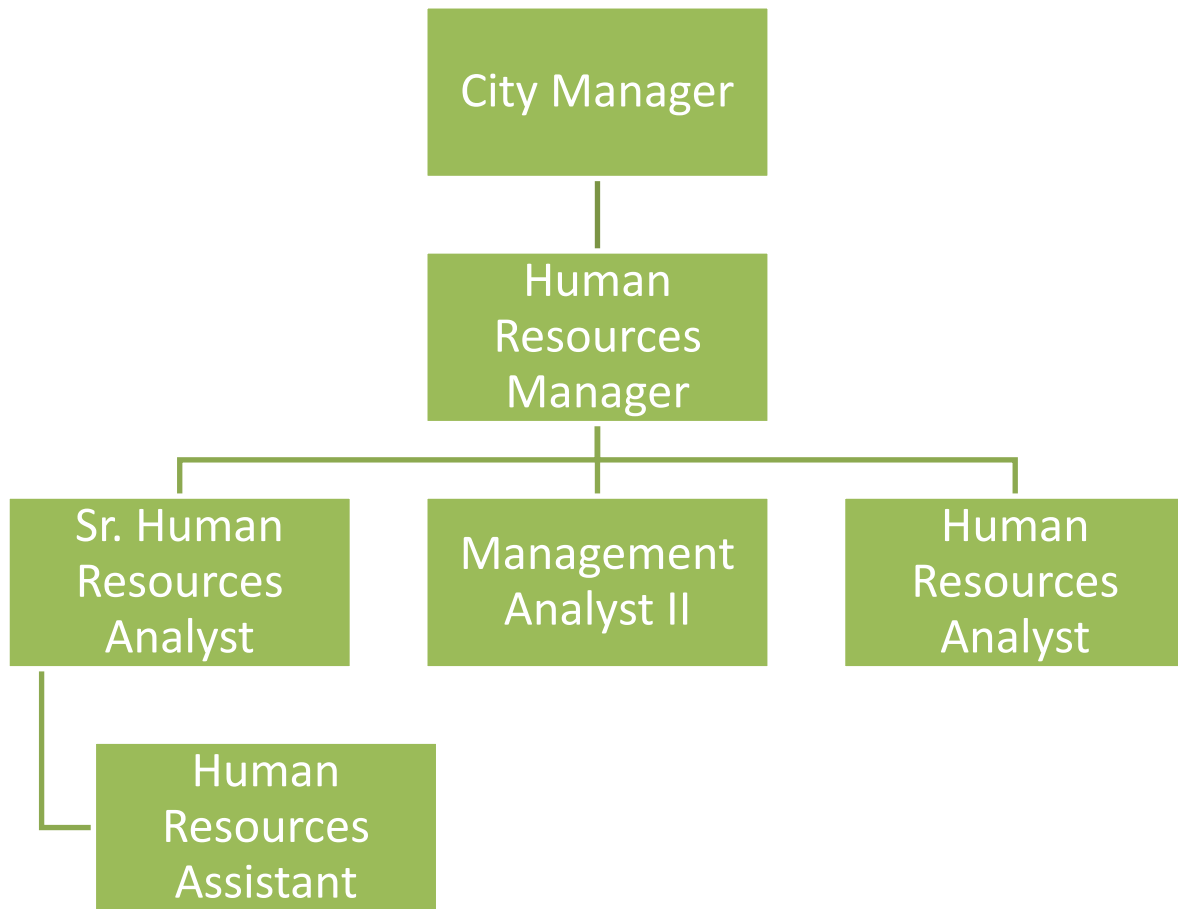 City Manager
Human
Resources
Manager
Sr. Human
Resources
Analyst
Management
Analyst II
Human
Resources
Analyst
Human
Resources
Assistant